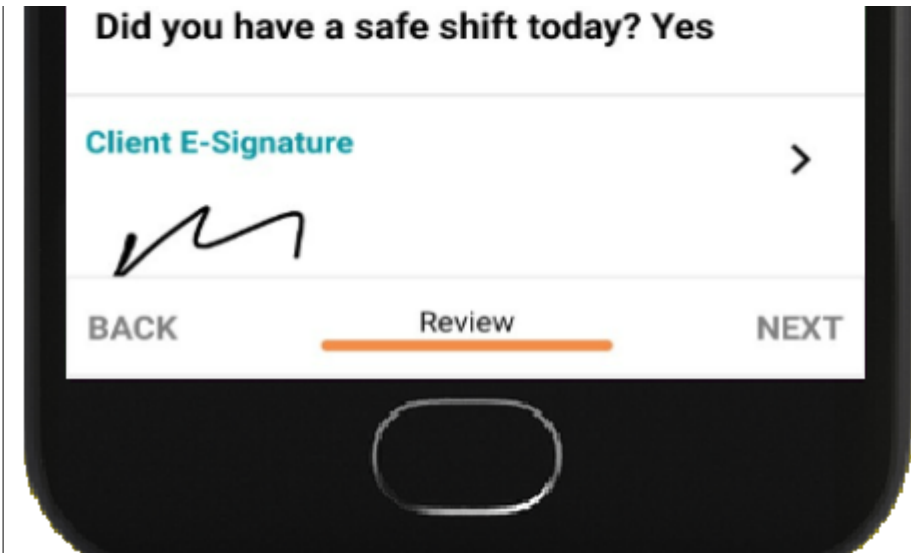 Did you have a safe shift today? Yes
Client E-Signature
BACK
Review
NEXT